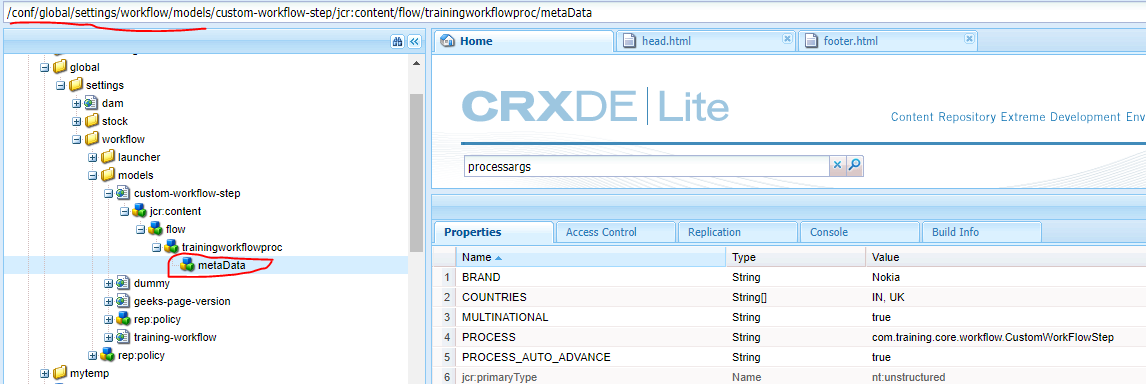 /conf/global/settings/workflow/models/custom-workflow-step/jcr:content/flow/trainingworkflowproc/metaData
global
settings
dam
stock
workflow
launcher
models
custom-workflow-step
jcr:content
flow
trainingworkflowproc
metaData
dummy
geeks-page-version
rep:policy
training-workflow
rep:policy
mytemp
Home
head.html
footer.html
CRXDE | Lite
Content Repository Extreme Development Env
processargs
Properties
Access Control
Replication
Console
Build Info
Name Type Value
1 BRAND String Nokia
2 COUNTRIES String[] IN, UK
3 MULTINATIONAL String true
4 PROCESS String com.training.core.workflow.CustomWorkFlowStep
5 PROCESS_AUTO_ADVANCE String true
6 jcr:primaryType Name nt:unstructured